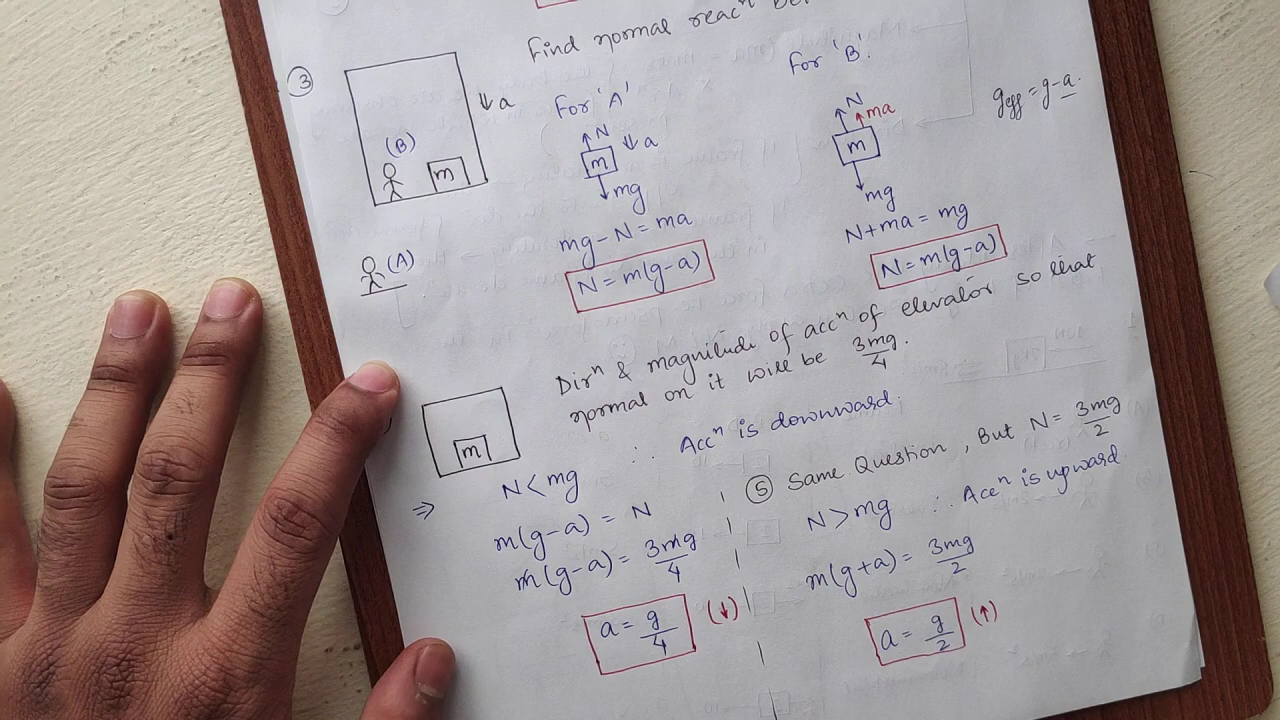 Find normal reacⁿ
③
↓ a
(B)
m
(A)
For 'A'
N
↓ a
m
mg
mg - N = ma
N = m(g-a)
For 'B'.
N
ma
m
mg
N + ma = mg
N = m(g-a)
g_eff = g-a.
Dirⁿ & magnitude of accⁿ of elevator so that
normal on it will be 3mg/4.
m
N < mg ∴ Accⁿ is downward.
⇒ m(g-a) = N
m(g-a) = 3mg/4
a = g/4 (↓)
⑤ Same Question, But N = 3mg/2
N > mg ∴ Accⁿ is upward.
m(g+a) = 3mg/2
a = g/2 (↑)